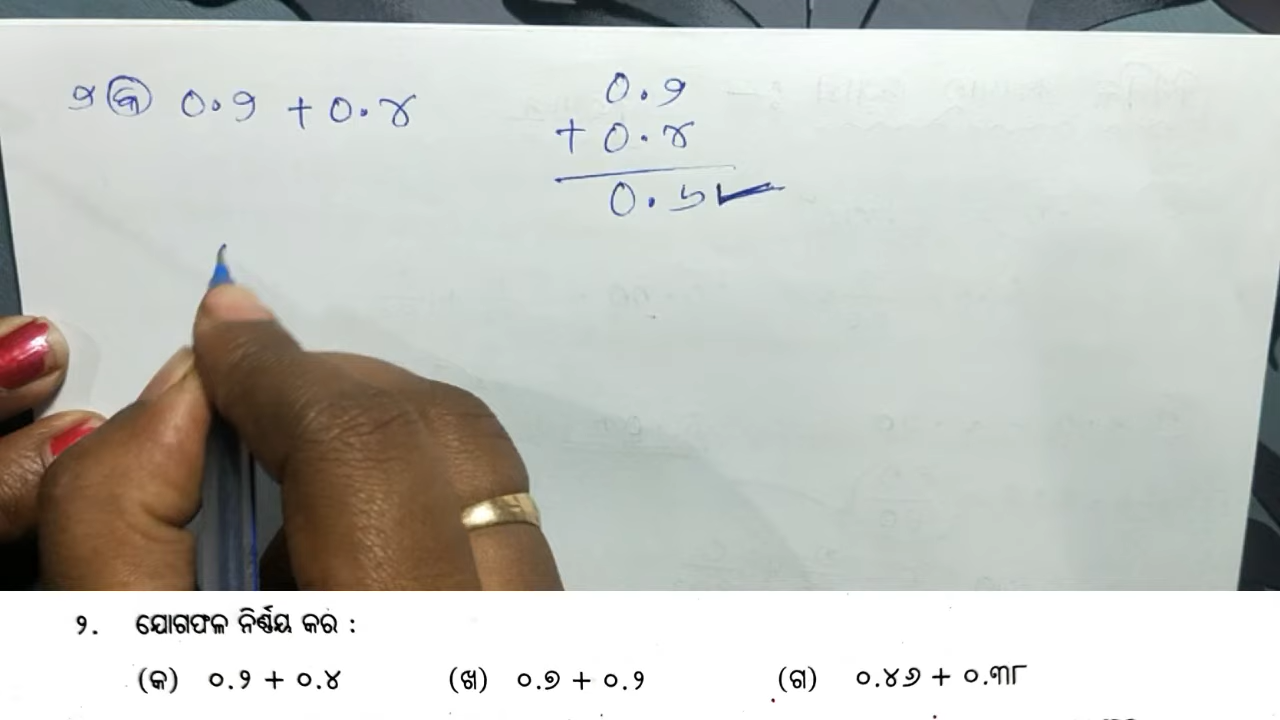 ୨ (କ) ୦.୨ + ୦.୪
୦.୨
+ ୦.୪
୦.୬
୨. ଯୋଗଫଳ ନିର୍ଣ୍ଣୟ କର :
(କ) ୦.୨ + ୦.୪ (ଖ) ୦.୭ + ୦.୨ (ଗ) ୦.୪୬ + ୦.୩୮